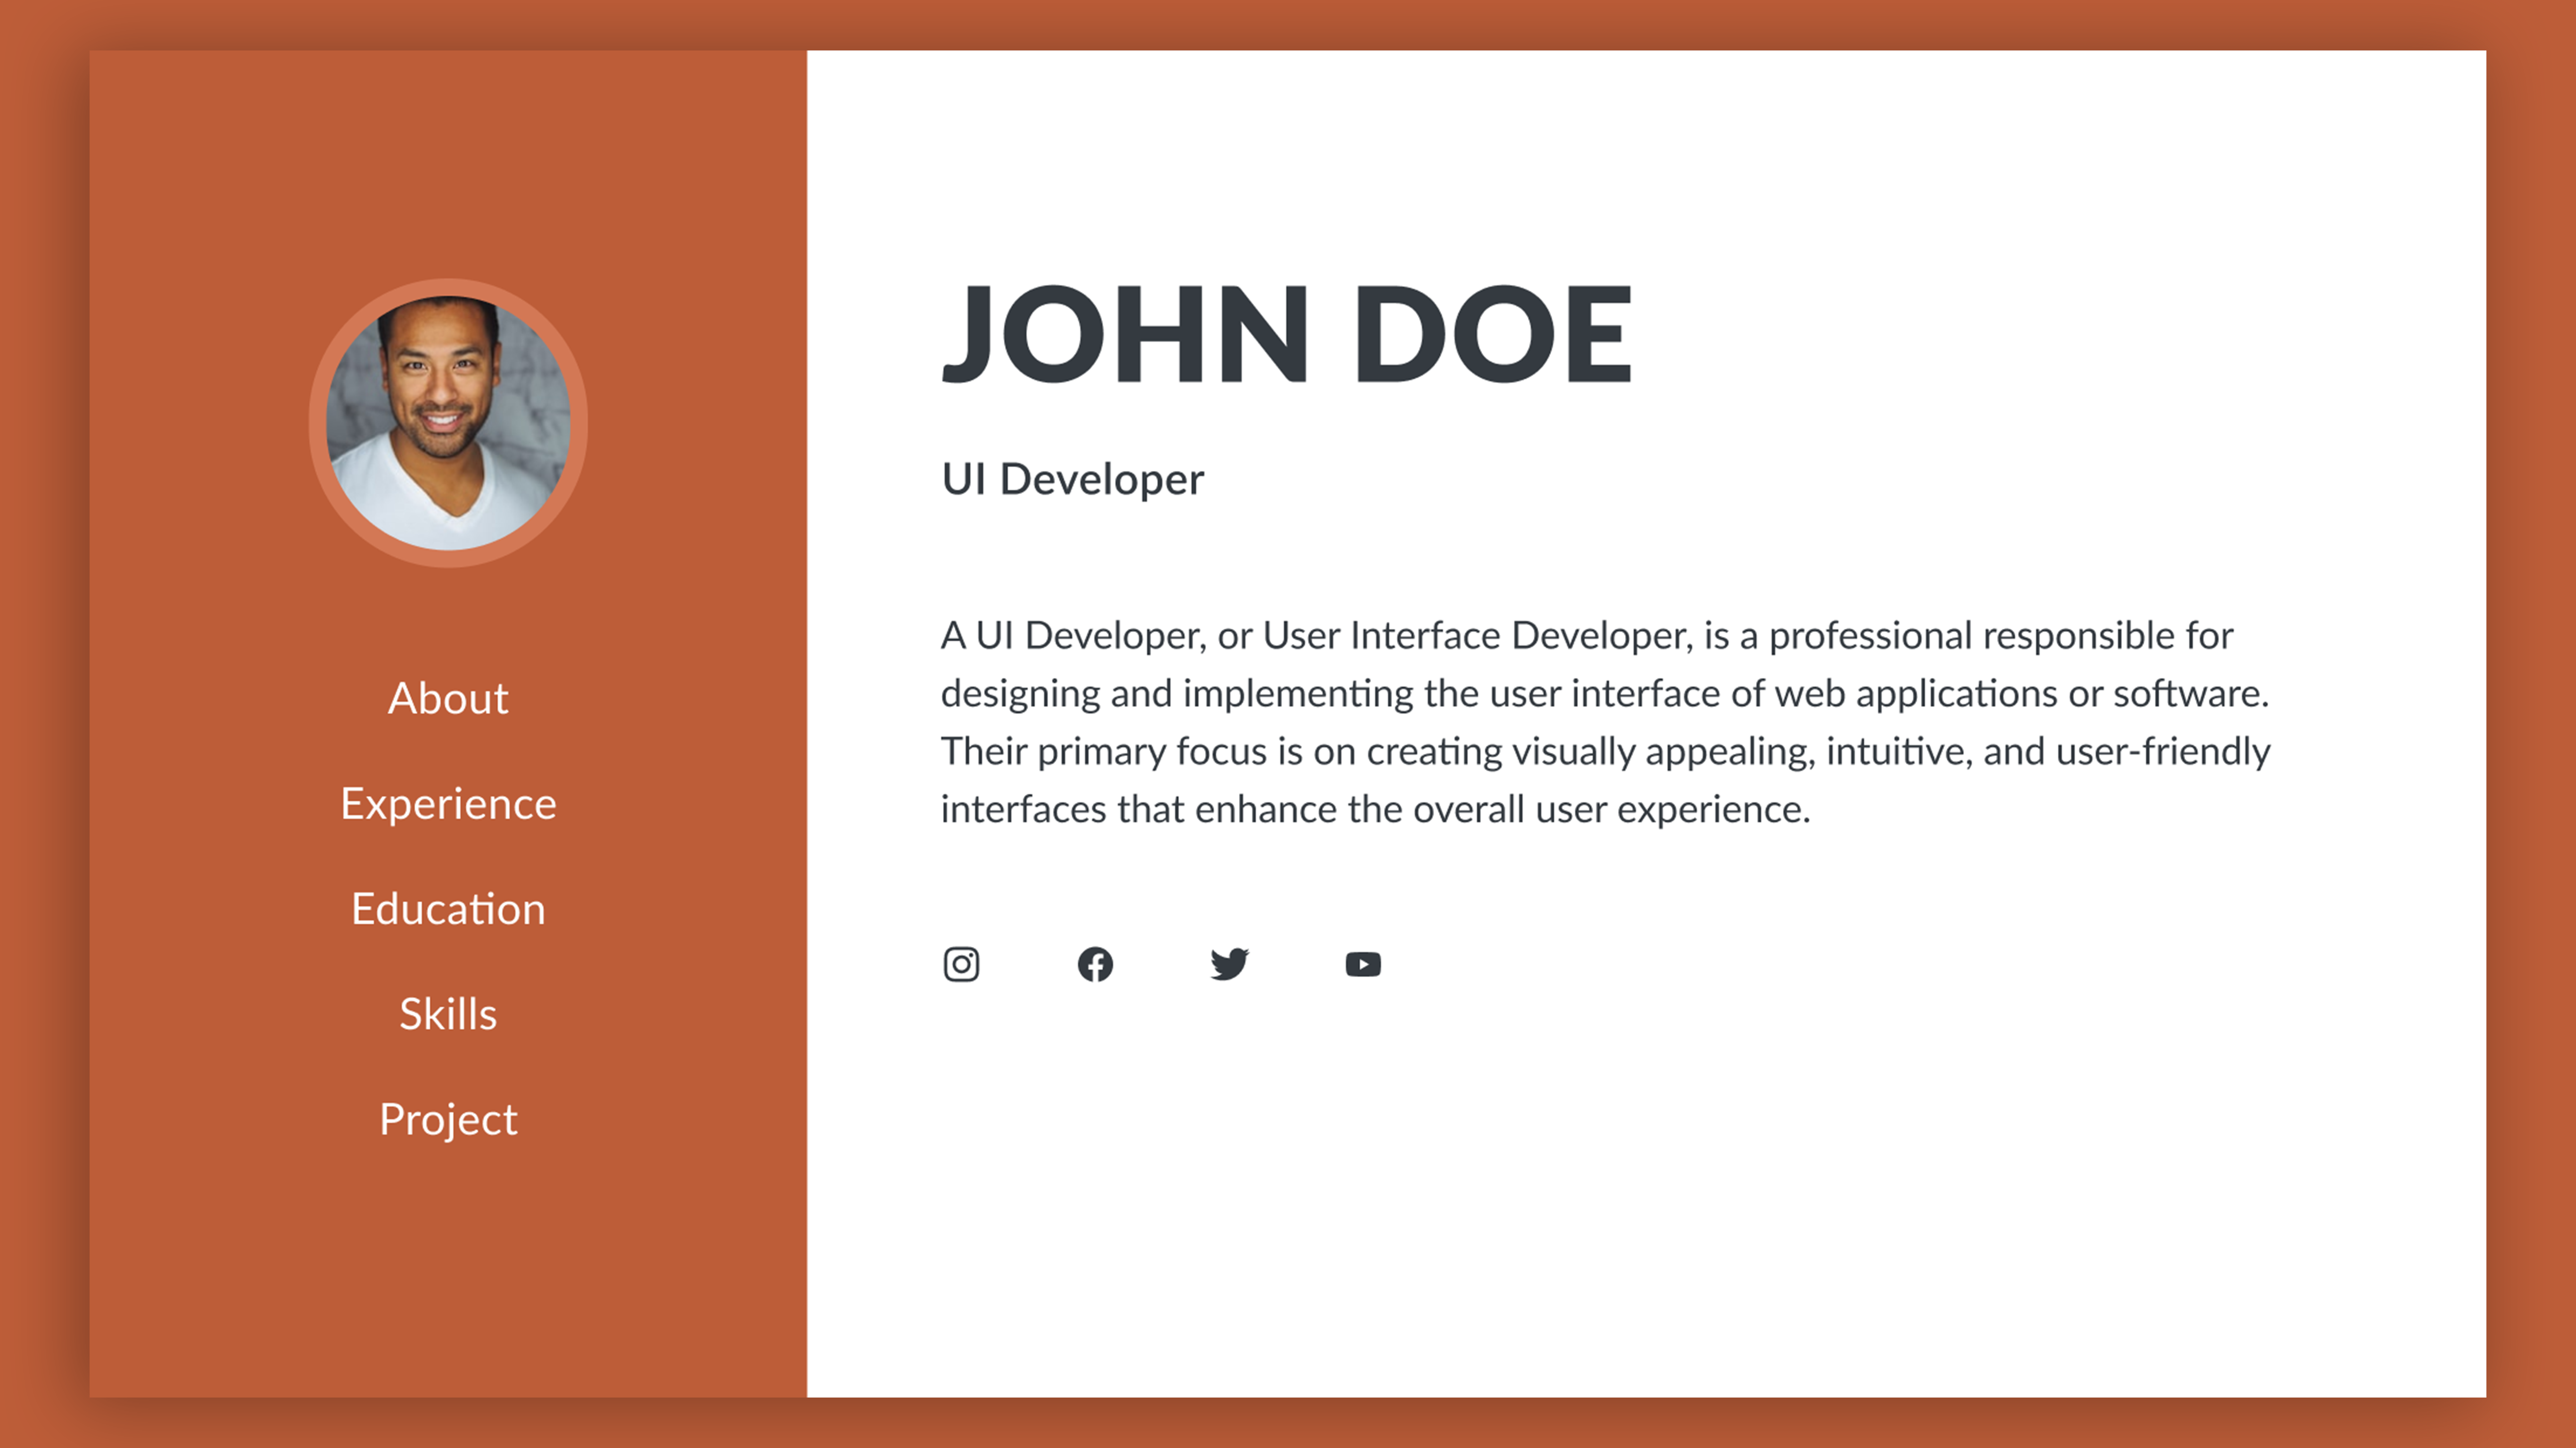 About
Experience
Education
Skills
Project
JOHN DOE
UI Developer
A UI Developer, or User Interface Developer, is a professional responsible for
designing and implementing the user interface of web applications or software.
Their primary focus is on creating visually appealing, intuitive, and user-friendly
interfaces that enhance the overall user experience.